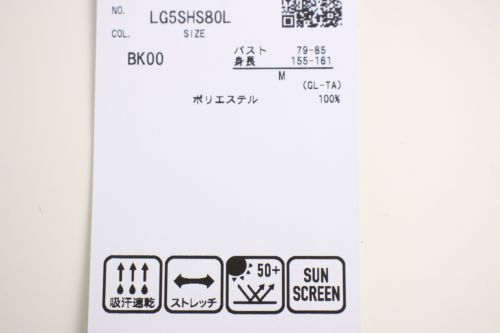 NO. LG5SHS80L
COL. SIZE
BK00 バスト 79-85
身長 155-161
M
(GL-TA)
ポリエステル 100%
吸汗速乾
ストレッチ
50+
SUN
SCREEN